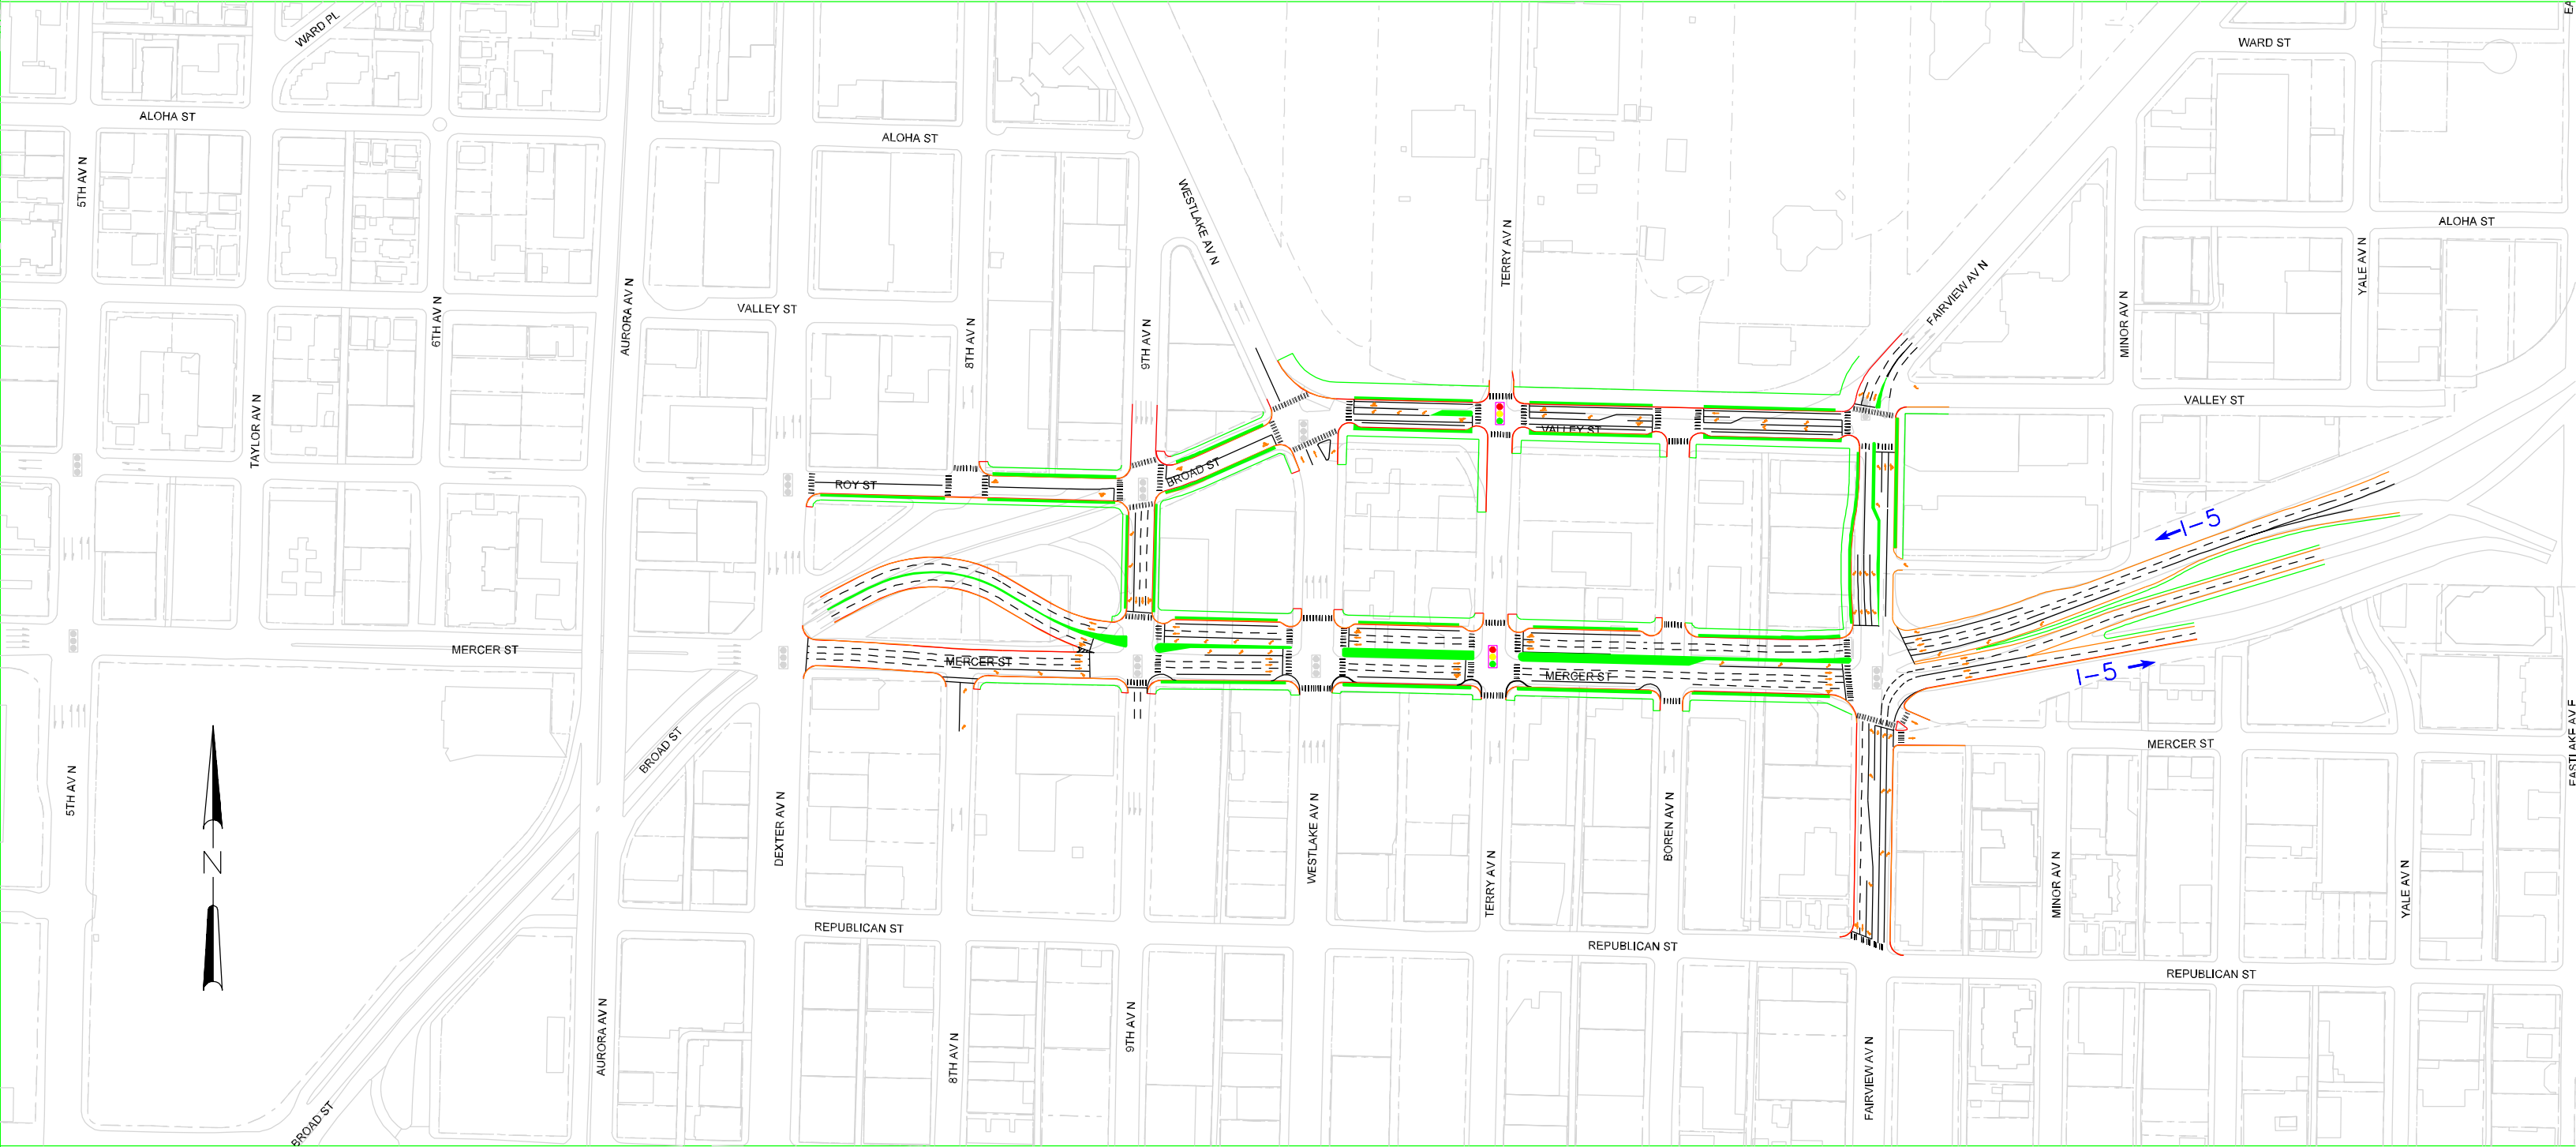 WARD PL
WARD ST
ALOHA ST
ALOHA ST
ALOHA ST
5TH AV N
WESTLAKE AV N
TERRY AV N
FAIRVIEW AV N
YALE AV N
MINOR AV N
6TH AV N
AURORA AV N
VALLEY ST
8TH AV N
9TH AV N
VALLEY ST
TAYLOR AV N
VALLEY ST
BROAD ST
ROY ST
I-5
MERCER ST
MERCER ST
MERCER ST
I-5
MERCER ST
BROAD ST
5TH AV N
EASTLAKE AV E
DEXTER AV N
WESTLAKE AV N
TERRY AV N
BOREN AV N
MINOR AV N
YALE AV N
N
REPUBLICAN ST
REPUBLICAN ST
REPUBLICAN ST
AURORA AV N
8TH AV N
9TH AV N
FAIRVIEW AV N
BROAD ST